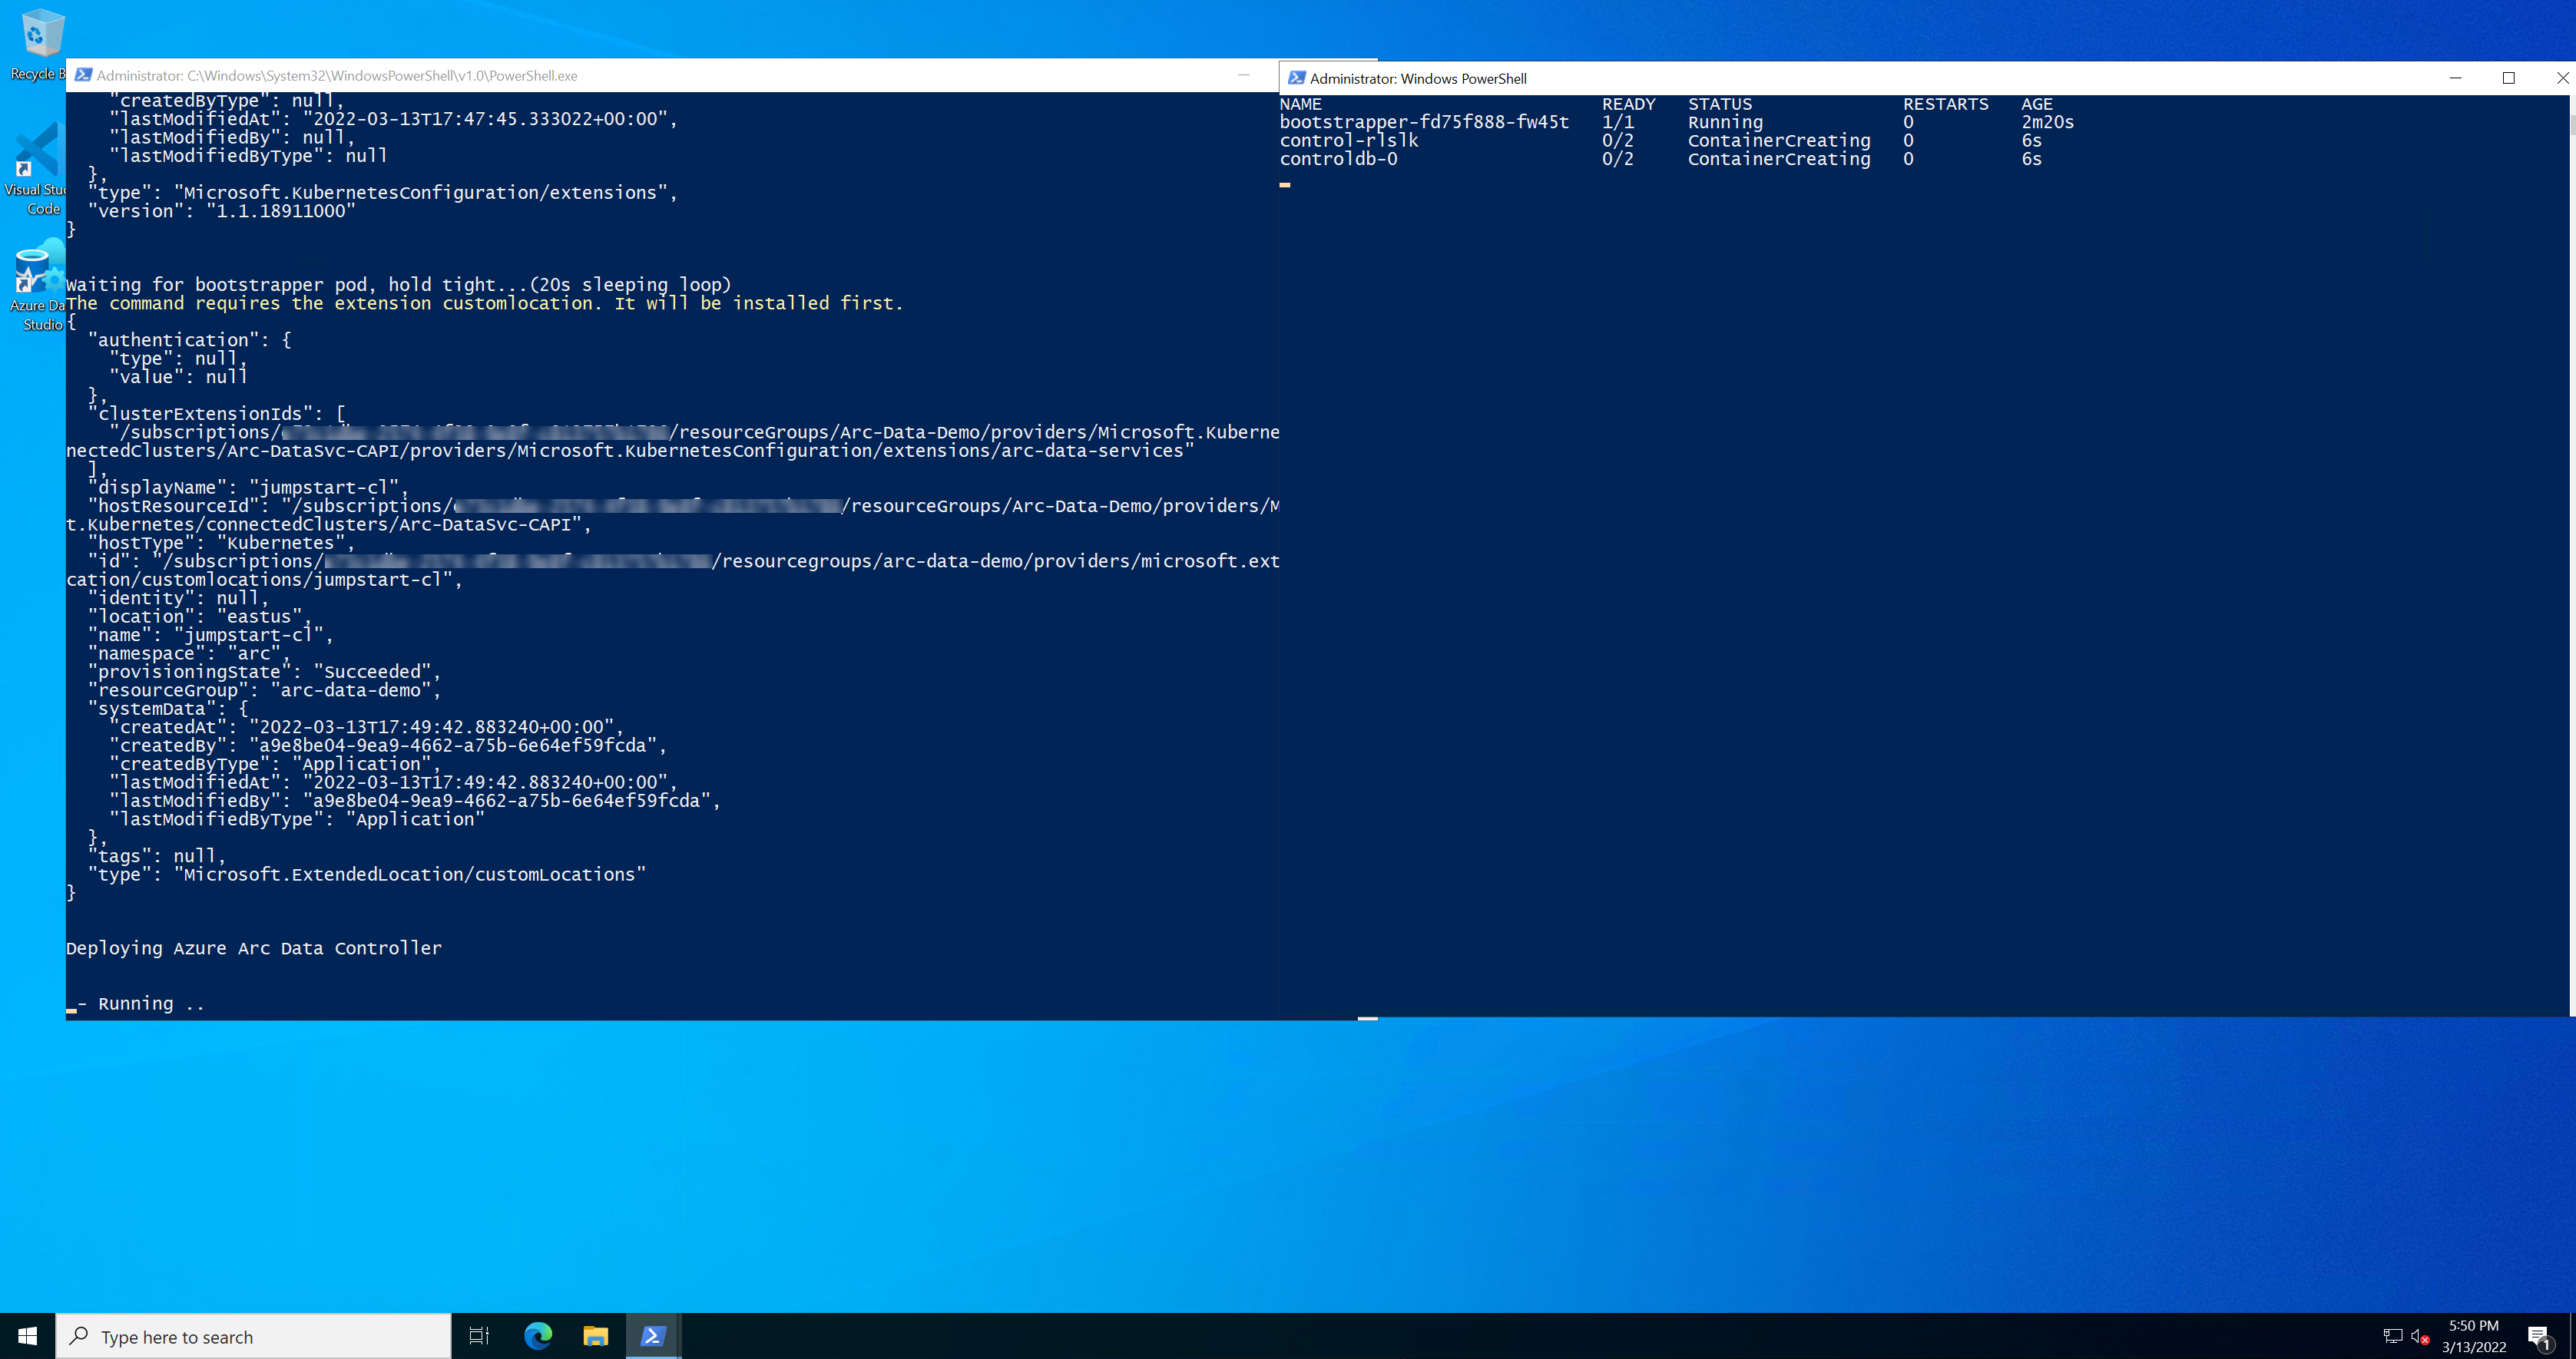 Recycle B
Visual Stu
Code
Azure Da
Studio
Administrator: C:\Windows\System32\WindowsPowerShell\v1.0\PowerShell.exe
    "createdByType": null,
    "lastModifiedAt": "2022-03-13T17:47:45.333022+00:00",
    "lastModifiedBy": null,
    "lastModifiedByType": null
  },
  "type": "Microsoft.KubernetesConfiguration/extensions",
  "version": "1.1.18911000"
}
Waiting for bootstrapper pod, hold tight...(20s sleeping loop)
The command requires the extension customlocation. It will be installed first.
{
  "authentication": {
    "type": null,
    "value": null
  },
  "clusterExtensionIds": [
    "/subscriptions/ /resourceGroups/Arc-Data-Demo/providers/Microsoft.Kuberne
nectedClusters/Arc-DataSvc-CAPI/providers/Microsoft.KubernetesConfiguration/extensions/arc-data-services"
  ],
  "displayName": "jumpstart-cl",
  "hostResourceId": "/subscriptions/ /resourceGroups/Arc-Data-Demo/providers/M
t.Kubernetes/connectedClusters/Arc-DataSvc-CAPI",
  "hostType": "Kubernetes",
  "id": "/subscriptions/ /resourcegroups/arc-data-demo/providers/microsoft.ext
cation/customlocations/jumpstart-cl",
  "identity": null,
  "location": "eastus",
  "name": "jumpstart-cl",
  "namespace": "arc",
  "provisioningState": "Succeeded",
  "resourceGroup": "arc-data-demo",
  "systemData": {
    "createdAt": "2022-03-13T17:49:42.883240+00:00",
    "createdBy": "a9e8be04-9ea9-4662-a75b-6e64ef59fcda",
    "createdByType": "Application",
    "lastModifiedAt": "2022-03-13T17:49:42.883240+00:00",
    "lastModifiedBy": "a9e8be04-9ea9-4662-a75b-6e64ef59fcda",
    "lastModifiedByType": "Application"
  },
  "tags": null,
  "type": "Microsoft.ExtendedLocation/customLocations"
}
Deploying Azure Arc Data Controller
 - Running ..
Administrator: Windows PowerShell
NAME READY STATUS RESTARTS AGE
bootstrapper-fd75f888-fw45t 1/1 Running 0 2m20s
control-rlslk 0/2 ContainerCreating 0 6s
controldb-0 0/2 ContainerCreating 0 6s
Type here to search
5:50 PM
3/13/2022
1